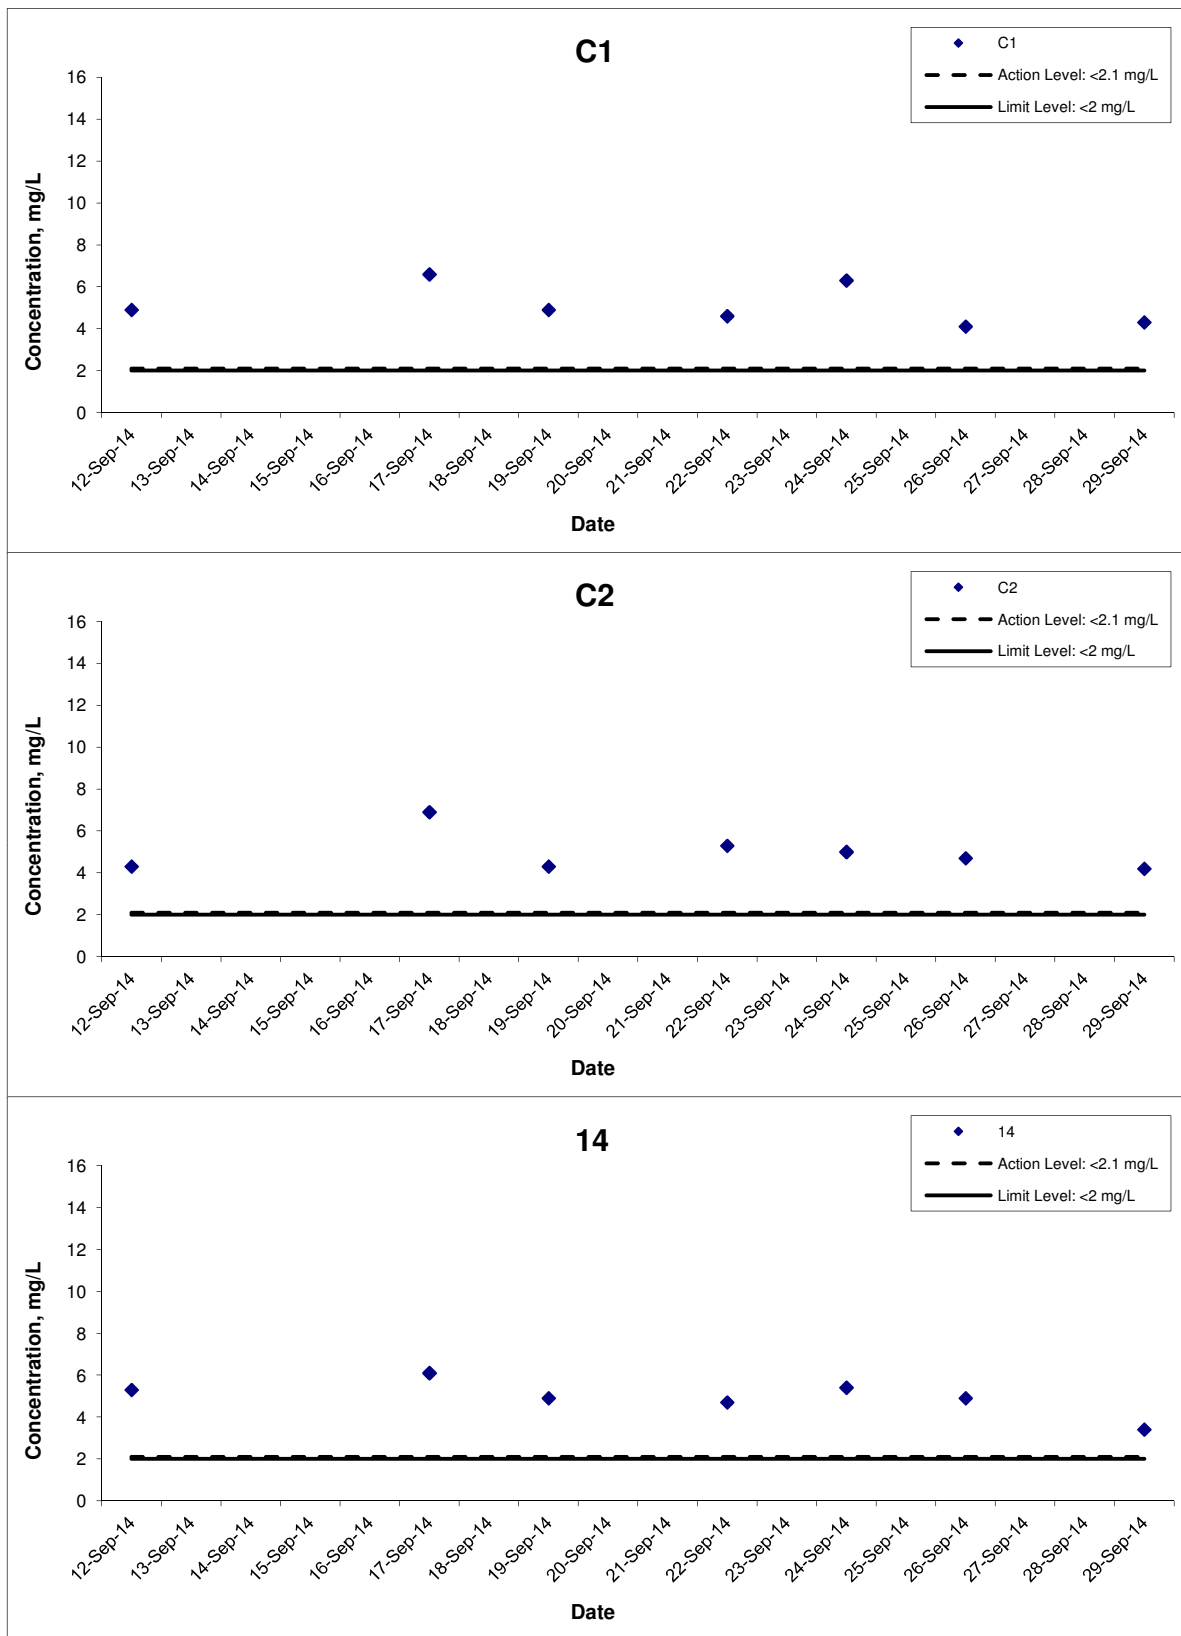 C1
C1
Action Level: <2.1 mg/L
Limit Level: <2 mg/L
Concentration, mg/L
16
14
12
10
8
6
4
2
0
12-Sep-14
13-Sep-14
14-Sep-14
15-Sep-14
16-Sep-14
17-Sep-14
18-Sep-14
19-Sep-14
20-Sep-14
21-Sep-14
22-Sep-14
23-Sep-14
24-Sep-14
25-Sep-14
26-Sep-14
27-Sep-14
28-Sep-14
29-Sep-14
Date
C2
C2
Action Level: <2.1 mg/L
Limit Level: <2 mg/L
Concentration, mg/L
16
14
12
10
8
6
4
2
0
12-Sep-14
13-Sep-14
14-Sep-14
15-Sep-14
16-Sep-14
17-Sep-14
18-Sep-14
19-Sep-14
20-Sep-14
21-Sep-14
22-Sep-14
23-Sep-14
24-Sep-14
25-Sep-14
26-Sep-14
27-Sep-14
28-Sep-14
29-Sep-14
Date
14
14
Action Level: <2.1 mg/L
Limit Level: <2 mg/L
Concentration, mg/L
16
14
12
10
8
6
4
2
0
12-Sep-14
13-Sep-14
14-Sep-14
15-Sep-14
16-Sep-14
17-Sep-14
18-Sep-14
19-Sep-14
20-Sep-14
21-Sep-14
22-Sep-14
23-Sep-14
24-Sep-14
25-Sep-14
26-Sep-14
27-Sep-14
28-Sep-14
29-Sep-14
Date